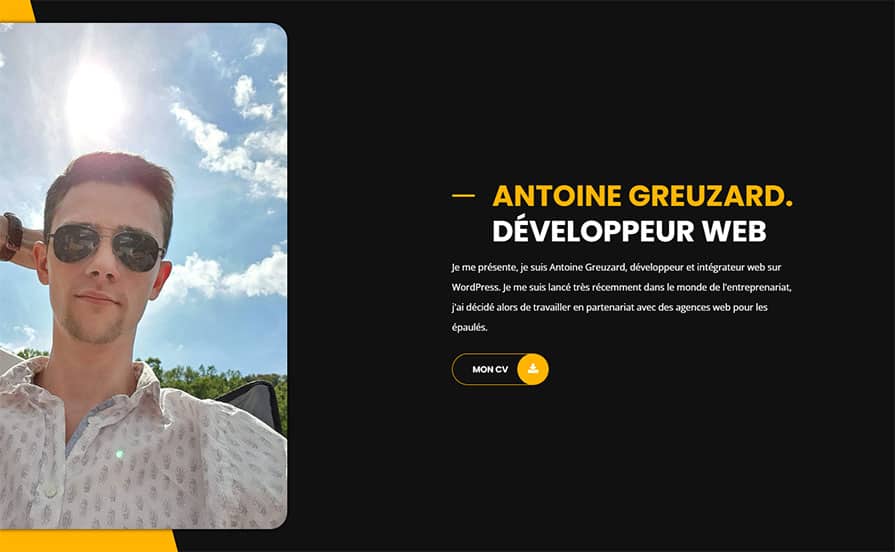 — ANTOINE GREUZARD.
DÉVELOPPEUR WEB
Je me présente, je suis Antoine Greuzard, développeur et intégrateur web sur
WordPress. Je me suis lancé très récemment dans le monde de l'entreprenariat,
j'ai décidé alors de travailler en partenariat avec des agences web pour les
épaulés.
MON CV